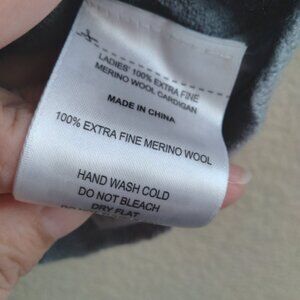 LADIES' 100% EXTRA FINE
MERINO WOOL CARDIGAN
MADE IN CHINA
100% EXTRA FINE MERINO WOOL
HAND WASH COLD
DO NOT BLEACH
DRY FLAT